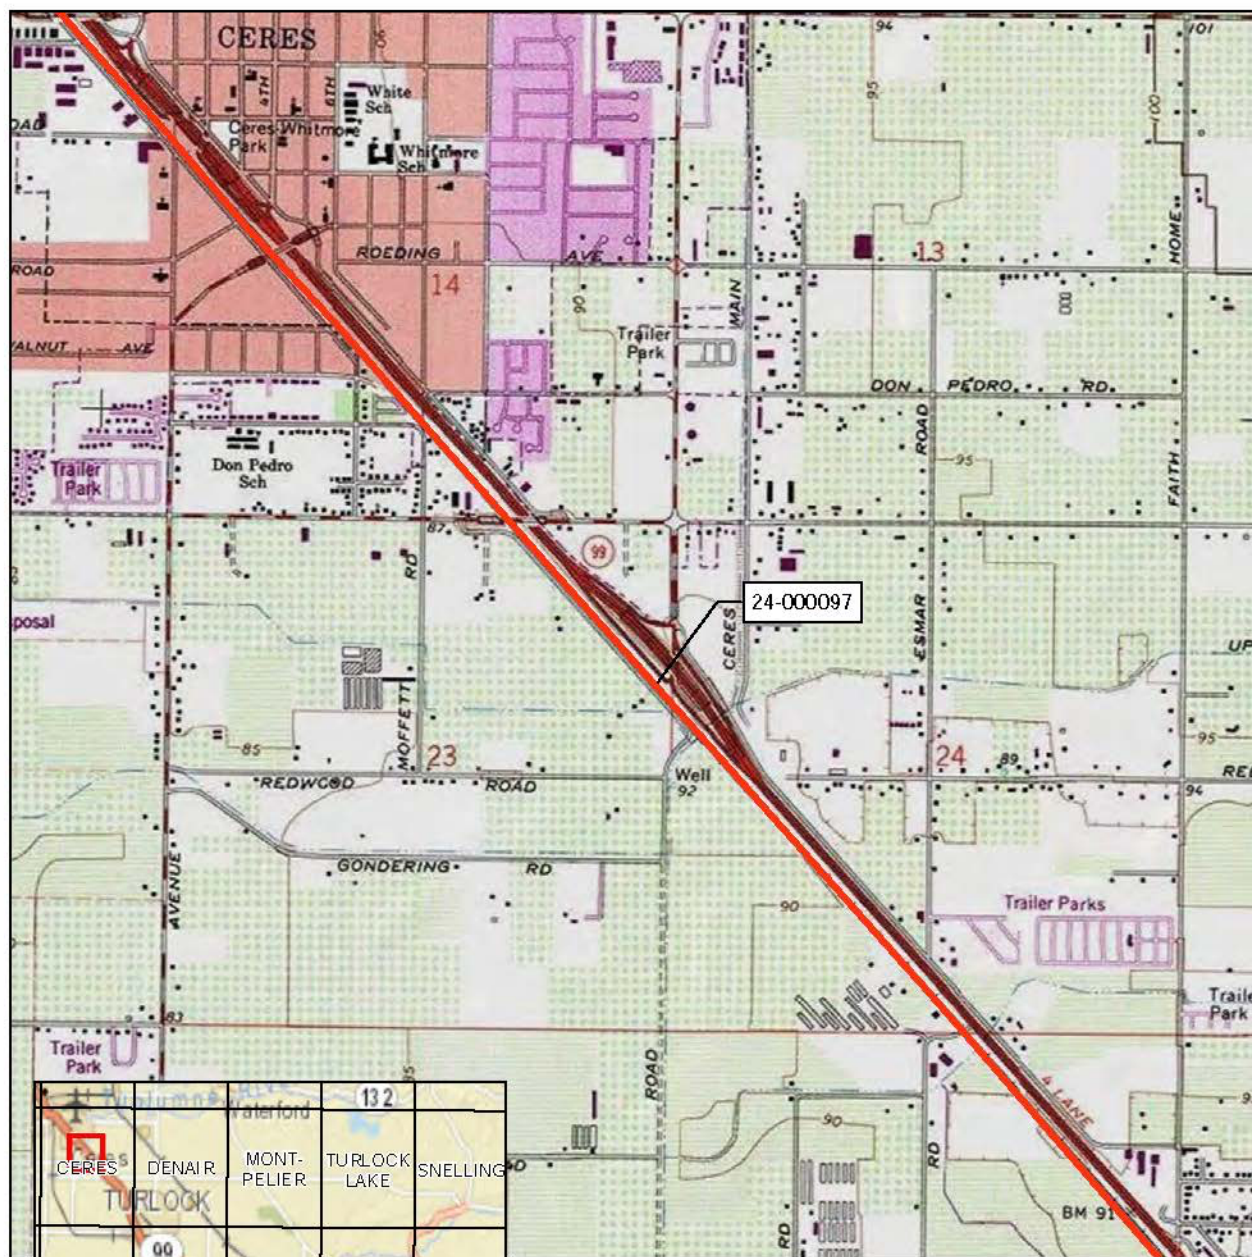 CERES
94
101
4TH
6TH
95
100
White
Sch
Ceres-Whitmore
Park
Whitmore
Sch
ROAD
ROEDING AVE
13
HOME
14
90
MAIN
Trailer
Park
WALNUT AVE
DON PEDRO RD.
ROAD
95
FAITH
Don Pedro
Sch
Trailer
Park
87
RD
99
24-000097
CERES
ESMAR
UP
MOFFETT
85
23
24
89
95
REDWOOD ROAD
Well
92
94
GONDERING RD
AVENUE
90
Trailer Parks
83
Trailer
Park
Trailer
Park
ROAD
4 LANE
90
RD
BM 91
RD
132
Waterford
CERES
DENAIR
MONT-
PELIER
TURLOCK
LAKE
SNELLING
TURLOCK
99